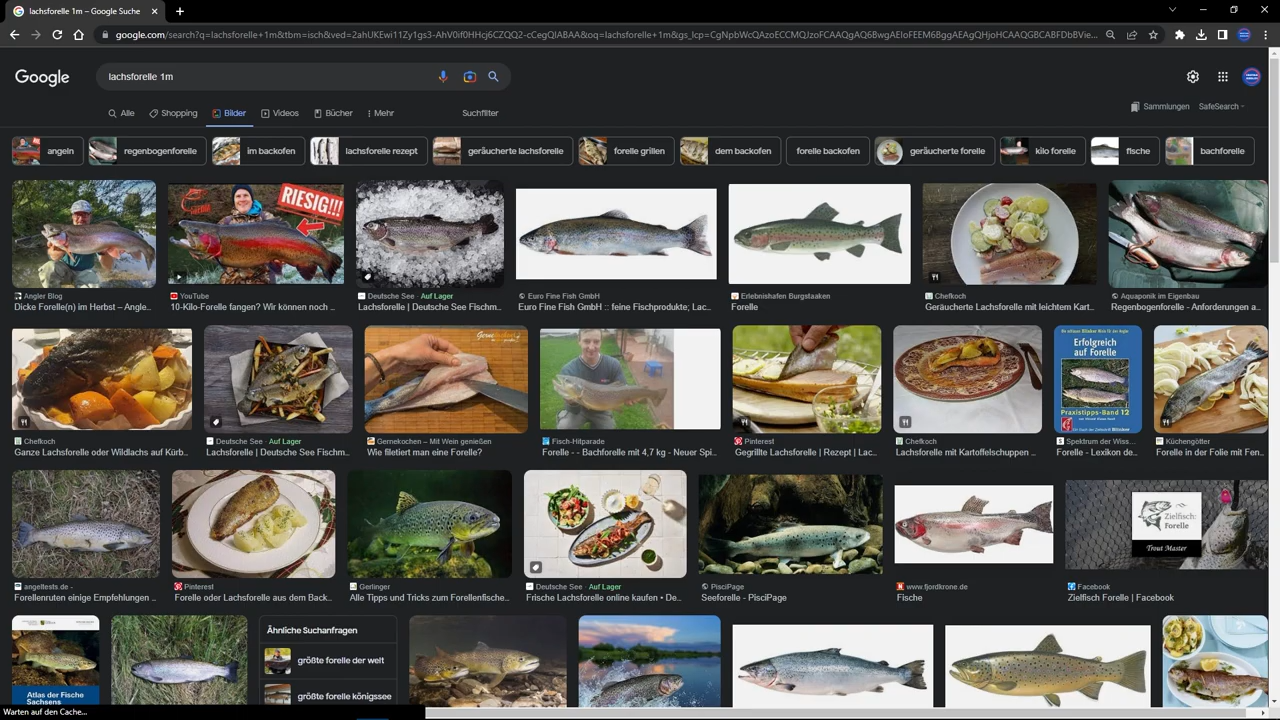 lachsforelle 1m – Google Suche
google.com/search?q=lachsforelle+1m&tbm=isch&ved=2ahUKEwi11Zy1gs3-AhV0if0HHcj6CZQQ2-cCegQIABAA&oq=lachsforelle+1m&gs_lcp=CgNpbWcQAzoECCMQJzoFCAAQgAQ6BwgAEIoFEEM6BggAEAgQHjoHCAAQGBCABFDbBVie...
Google
lachsforelle 1m
Alle Shopping Bilder Videos Bücher Mehr Suchfilter
Sammlungen SafeSearch
angeln regenbogenforelle im backofen lachsforelle rezept geräucherte lachsforelle forelle grillen dem backofen forelle backofen geräucherte forelle kilo forelle fische bachforelle
RIESIG!!!
Angler Blog
Dicke Forelle(n) im Herbst – Angle...
YouTube
10-Kilo-Forelle fangen? Wir können noch ...
Deutsche See · Auf Lager
Lachsforelle | Deutsche See Fischm...
Euro Fine Fish GmbH
Euro Fine Fish GmbH :: feine Fischprodukte; Lac...
Erlebnishafen Burgstaaken
Forelle
Chefkoch
Geräucherte Lachsforelle mit leichtem Kart...
Aquaponik im Eigenbau
Regenbogenforelle - Anforderungen a...
Erfolgreich
auf Forelle
Praxistipps-Band 12
Chefkoch
Ganze Lachsforelle oder Wildlachs auf Kürb...
Deutsche See · Auf Lager
Lachsforelle | Deutsche See Fischm...
Gernekochen – Mit Wein genießen
Wie filetiert man eine Forelle?
Fisch-Hitparade
Forelle - - Bachforelle mit 4,7 kg - Neuer Spi...
Pinterest
Gegrillte Lachsforelle | Rezept | Lac...
Chefkoch
Lachsforelle mit Kartoffelschuppen ...
Spektrum der Wiss...
Forelle - Lexikon de...
Küchengötter
Forelle in der Folie mit Fen...
Zielfisch:
Forelle
Trout Master
angeltests.de -
Forellenruten einige Empfehlungen ...
Pinterest
Forelle oder Lachsforelle aus dem Back...
Gerlinger
Alle Tipps und Tricks zum Forellenfische...
Deutsche See · Auf Lager
Frische Lachsforelle online kaufen • De...
PisciPage
Seeforelle - PisciPage
www.fjordkrone.de
Fische
Facebook
Zielfisch Forelle | Facebook
Ähnliche Suchanfragen
größte forelle der welt
größte forelle königssee
Atlas der Fische
Sachsens
Warten auf den Cache...